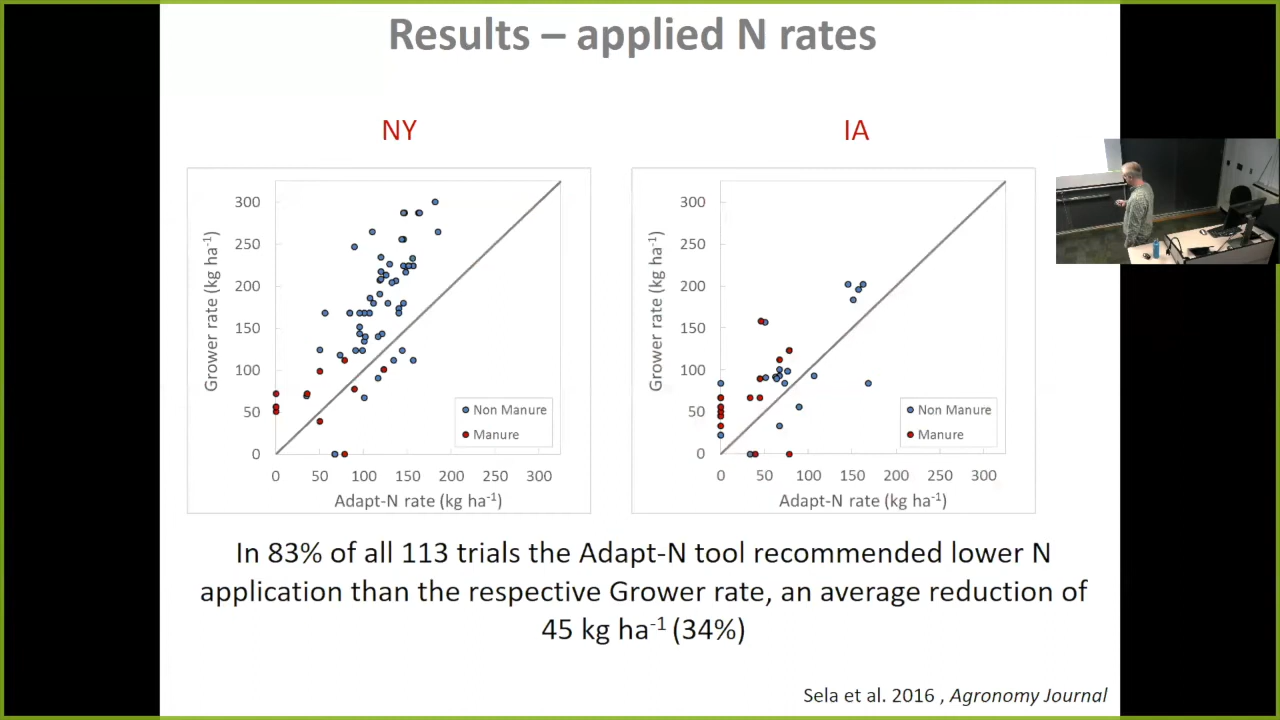 Results – applied N rates
NY
IA
Grower rate (kg ha-1)
300
250
200
150
100
50
0
0 50 100 150 200 250 300
Adapt-N rate (kg ha-1)
Non Manure
Manure
Grower rate (kg ha-1)
300
250
200
150
100
50
0
0 50 100 150 200 250 300
Adapt-N rate (kg ha-1)
Non Manure
Manure
In 83% of all 113 trials the Adapt-N tool recommended lower N
application than the respective Grower rate, an average reduction of
45 kg ha-1 (34%)
Sela et al. 2016 , Agronomy Journal